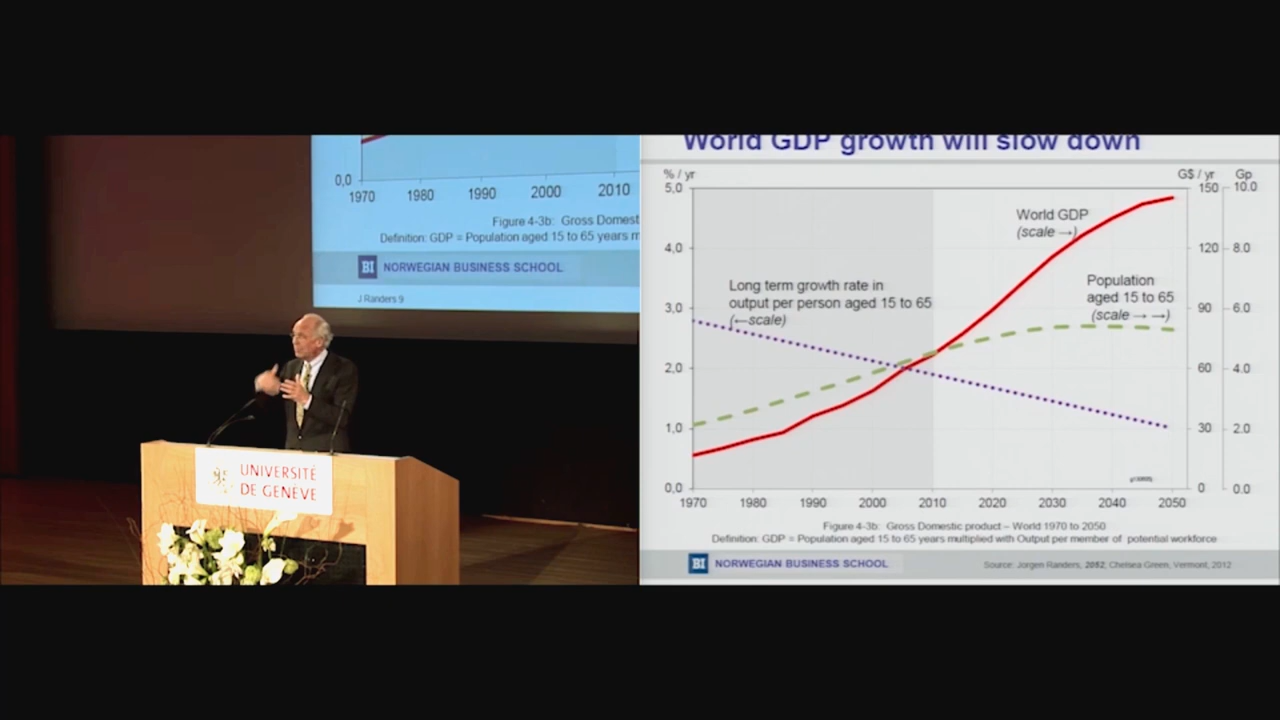 0,0
1970 1980 1990 2000 2010
Figure 4-3b: Gross Domest
Definition: GDP = Population aged 15 to 65 years m
BI NORWEGIAN BUSINESS SCHOOL
J Randers 9
UNIVERSITÉ
DE GENÈVE
World GDP growth will slow down
% / yr G$ / yr Gp
5,0 150 10.0
World GDP
(scale →)
4,0 120 8.0
Long term growth rate in
output per person aged 15 to 65
(←scale)
Population
aged 15 to 65
(scale → →)
3,0 90 6.0
2,0 60 4.0
1,0 30 2.0
0,0 0 0.0
1970 1980 1990 2000 2010 2020 2030 2040 2050
Figure 4-3b: Gross Domestic product – World 1970 to 2050
Definition: GDP = Population aged 15 to 65 years multiplied with Output per member of potential workforce
BI NORWEGIAN BUSINESS SCHOOL
Source: Jorgen Randers, 2052, Chelsea Green, Vermont, 2012